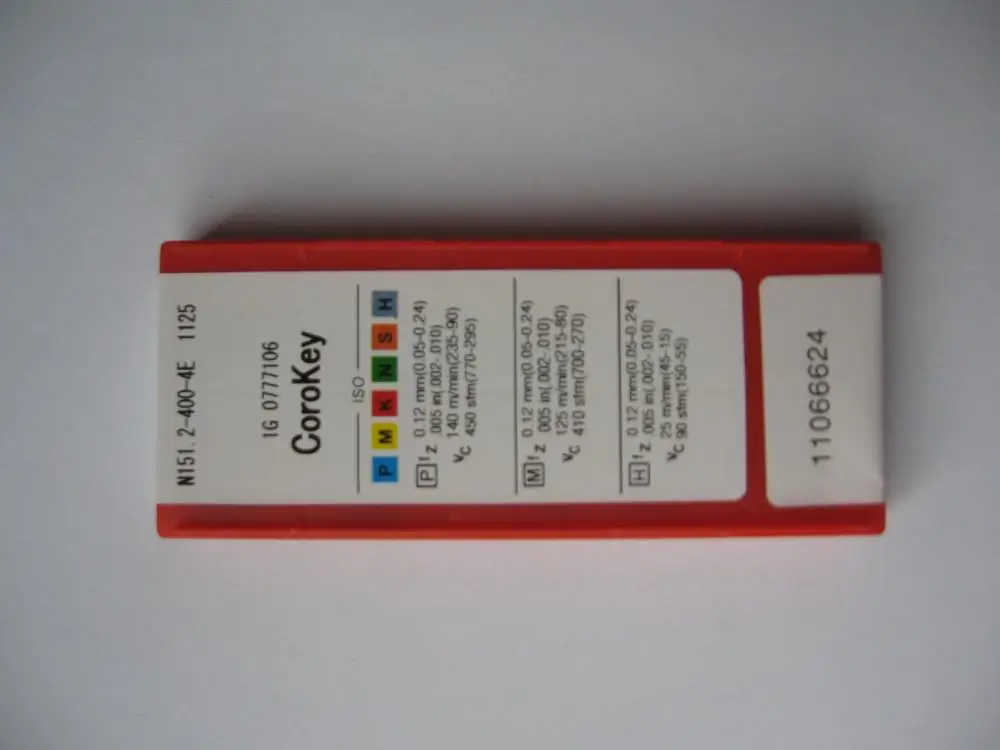 N151.2-400-4E 1125
1G 0777106
CoroKey
ISO
P M K N S H
P fz 0.12 mm(0.05-0.24)
.005 in(.002-.010)
vc 140 m/min(235-90)
450 sfm(770-295)
M fz 0.12 mm(0.05-0.24)
.005 in(.002-.010)
vc 125 m/min(215-80)
410 sfm(700-270)
H fz 0.12 mm(0.05-0.24)
.005 in(.002-.010)
vc 25 m/min(45-15)
90 sfm(150-55)
11066624